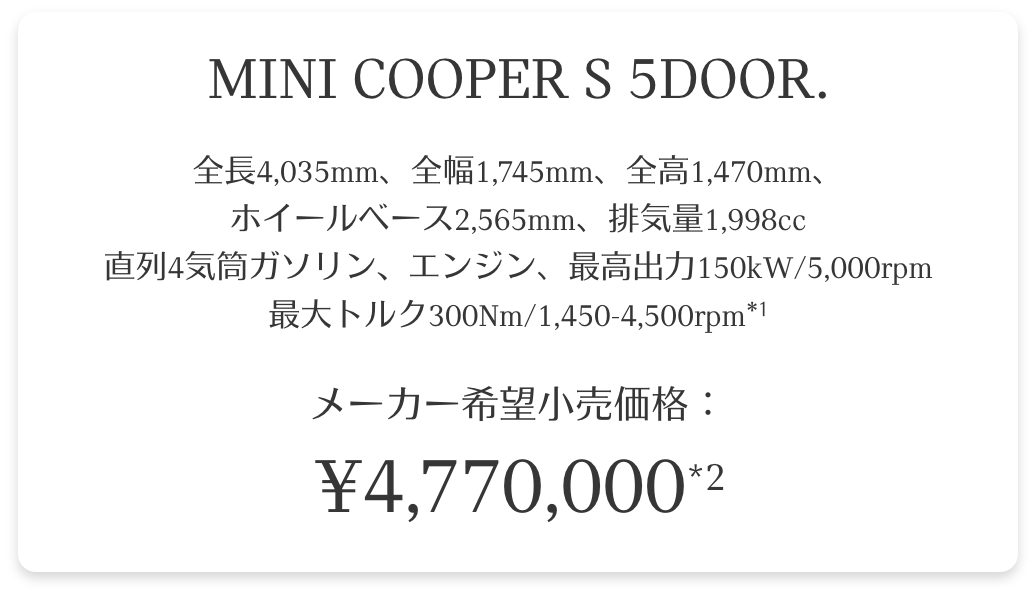 MINI COOPER S 5DOOR.
全長4,035mm、全幅1,745mm、全高1,470mm、
ホイールベース2,565mm、排気量1,998cc
直列4気筒ガソリン、エンジン、最高出力150kW/5,000rpm
最大トルク300Nm/1,450-4,500rpm*1
メーカー希望小売価格：
¥4,770,000*2